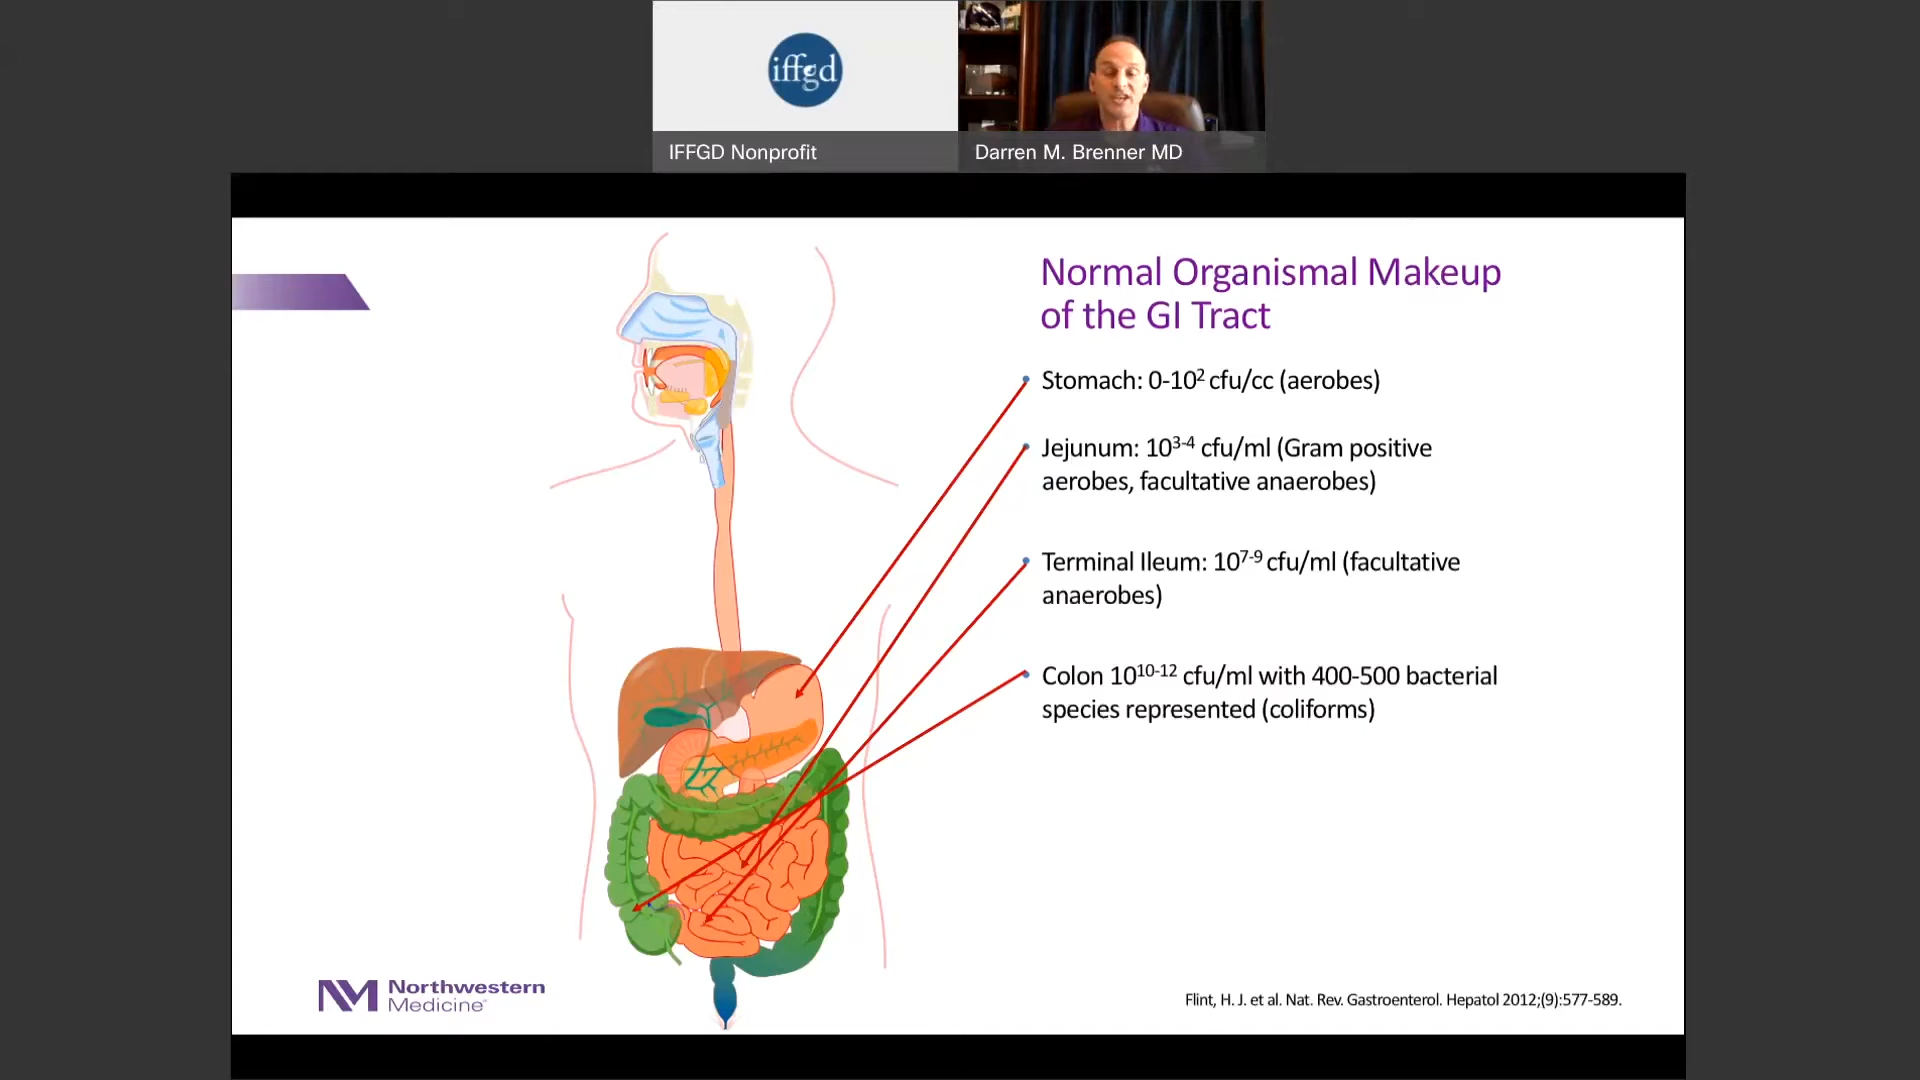 iffgd
IFFGD Nonprofit
Darren M. Brenner MD
Normal Organismal Makeup
of the GI Tract
• Stomach: 0-10² cfu/cc (aerobes)
• Jejunum: 10³⁻⁴ cfu/ml (Gram positive
aerobes, facultative anaerobes)
• Terminal Ileum: 10⁷⁻⁹ cfu/ml (facultative
anaerobes)
• Colon 10¹⁰⁻¹² cfu/ml with 400-500 bacterial
species represented (coliforms)
NM Northwestern
Medicine
Flint, H. J. et al. Nat. Rev. Gastroenterol. Hepatol 2012;(9):577-589.